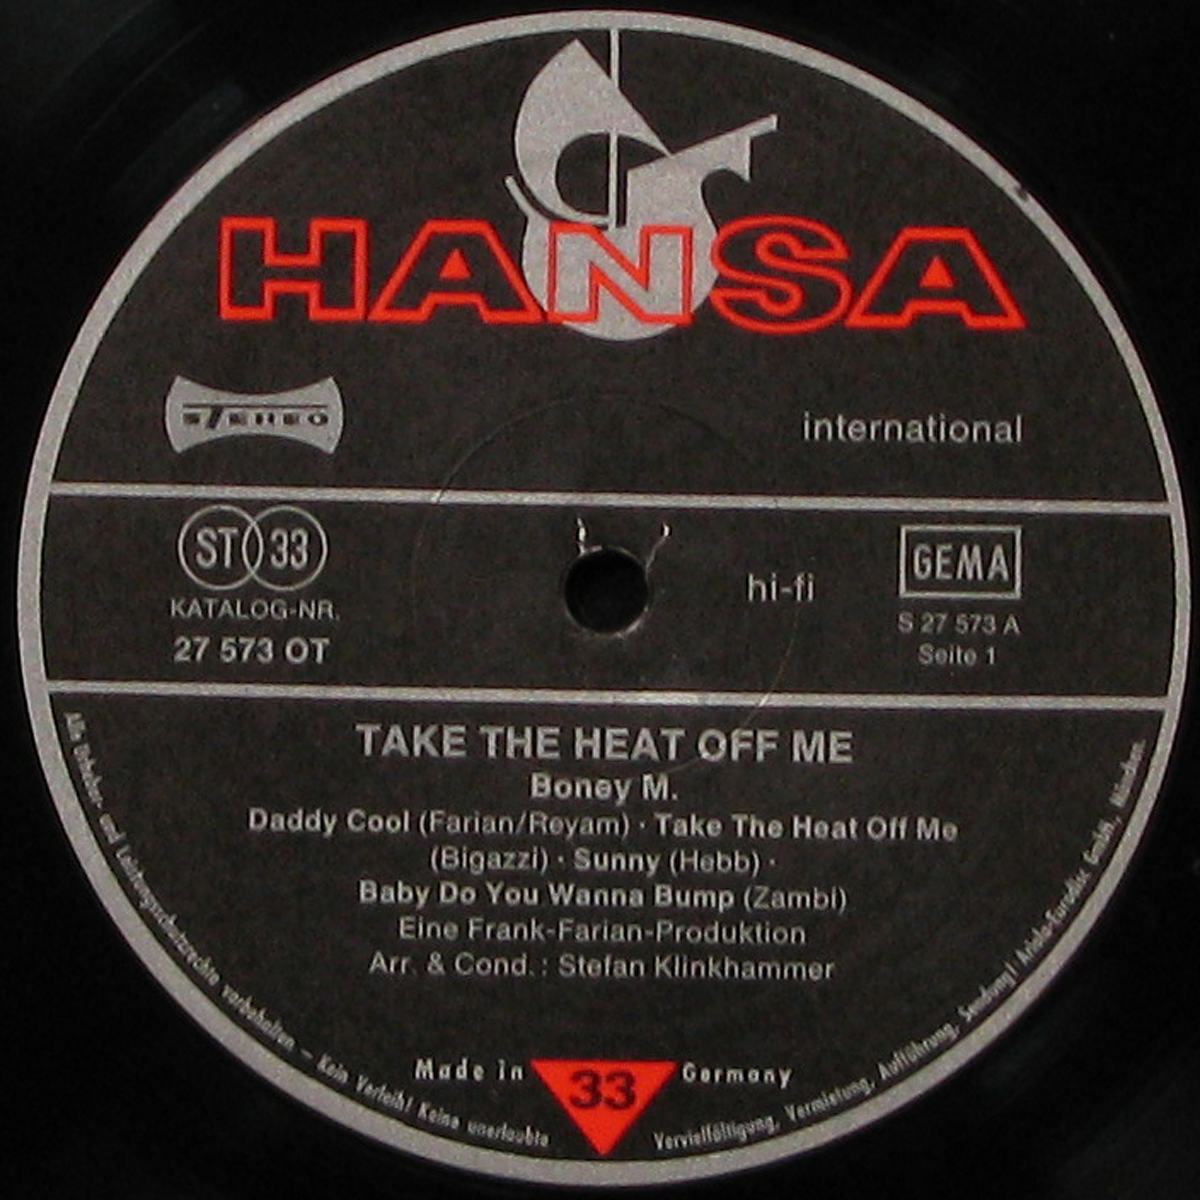 HANSA
STEREO
international
ST 33
KATALOG-NR.
27 573 OT
hi-fi
GEMA
S 27 573 A
Seite 1
TAKE THE HEAT OFF ME
Boney M.
Daddy Cool (Farian/Reyam) · Take The Heat Off Me
(Bigazzi) · Sunny (Hebb) ·
Baby Do You Wanna Bump (Zambi)
Eine Frank-Farian-Produktion
Arr. & Cond.: Stefan Klinkhammer
Made in 33 Germany
Alle Urheber- und Leistungsschutzrechte vorbehalten – Kein Verleih! Keine unerlaubte Vervielfältigung, Vermietung, Aufführung, Sendung! Ariola-Eurodisc GmbH., München